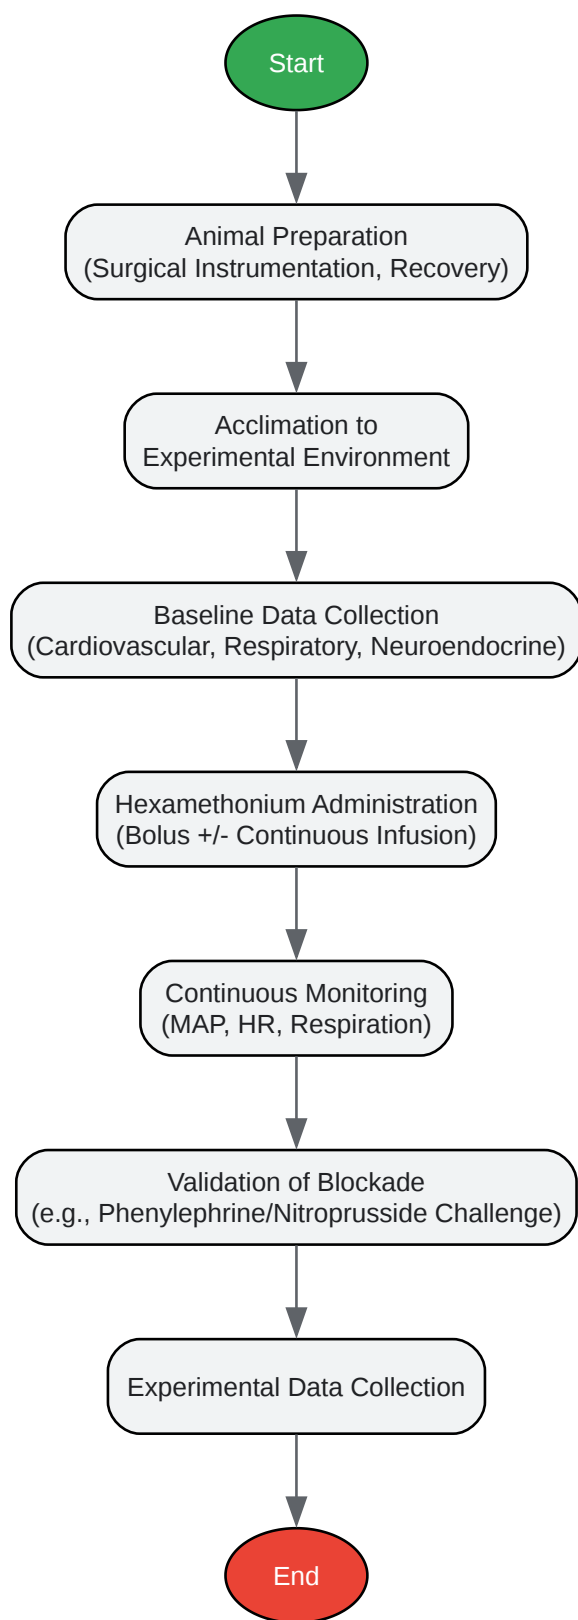 Start
Animal Preparation
(Surgical Instrumentation, Recovery)
Acclimation to
Experimental Environment
Baseline Data Collection
(Cardiovascular, Respiratory, Neuroendocrine)
Hexamethonium Administration
(Bolus +/- Continuous Infusion)
Continuous Monitoring
(MAP, HR, Respiration)
Validation of Blockade
(e.g., Phenylephrine/Nitroprusside Challenge)
Experimental Data Collection
End